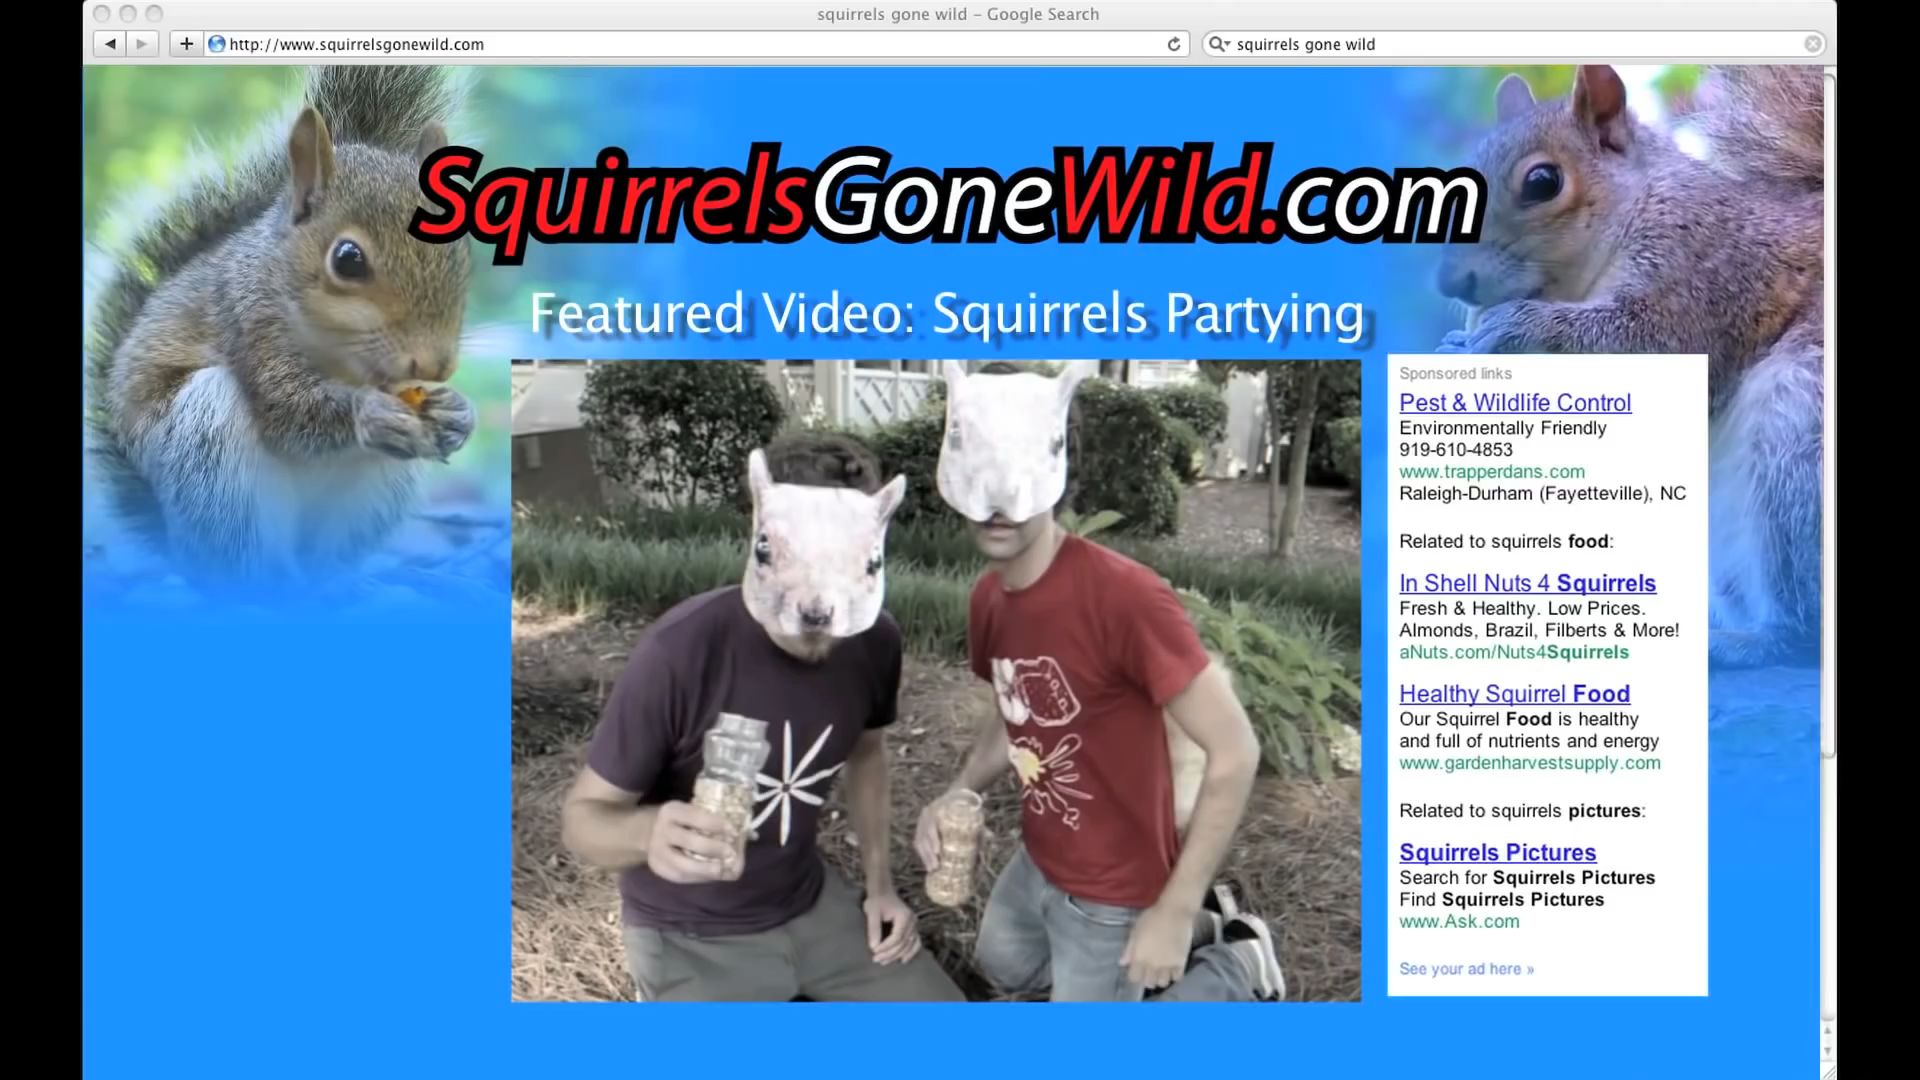 squirrels gone wild – Google Search
http://www.squirrelsgonewild.com
squirrels gone wild
SquirrelsGoneWild.com
Featured Video: Squirrels Partying
Sponsored links
Pest & Wildlife Control
Environmentally Friendly
919-610-4853
www.trapperdans.com
Raleigh-Durham (Fayetteville), NC
Related to squirrels food:
In Shell Nuts 4 Squirrels
Fresh & Healthy. Low Prices.
Almonds, Brazil, Filberts & More!
aNuts.com/Nuts4Squirrels
Healthy Squirrel Food
Our Squirrel Food is healthy
and full of nutrients and energy
www.gardenharvestsupply.com
Related to squirrels pictures:
Squirrels Pictures
Search for Squirrels Pictures
Find Squirrels Pictures
www.Ask.com
See your ad here »